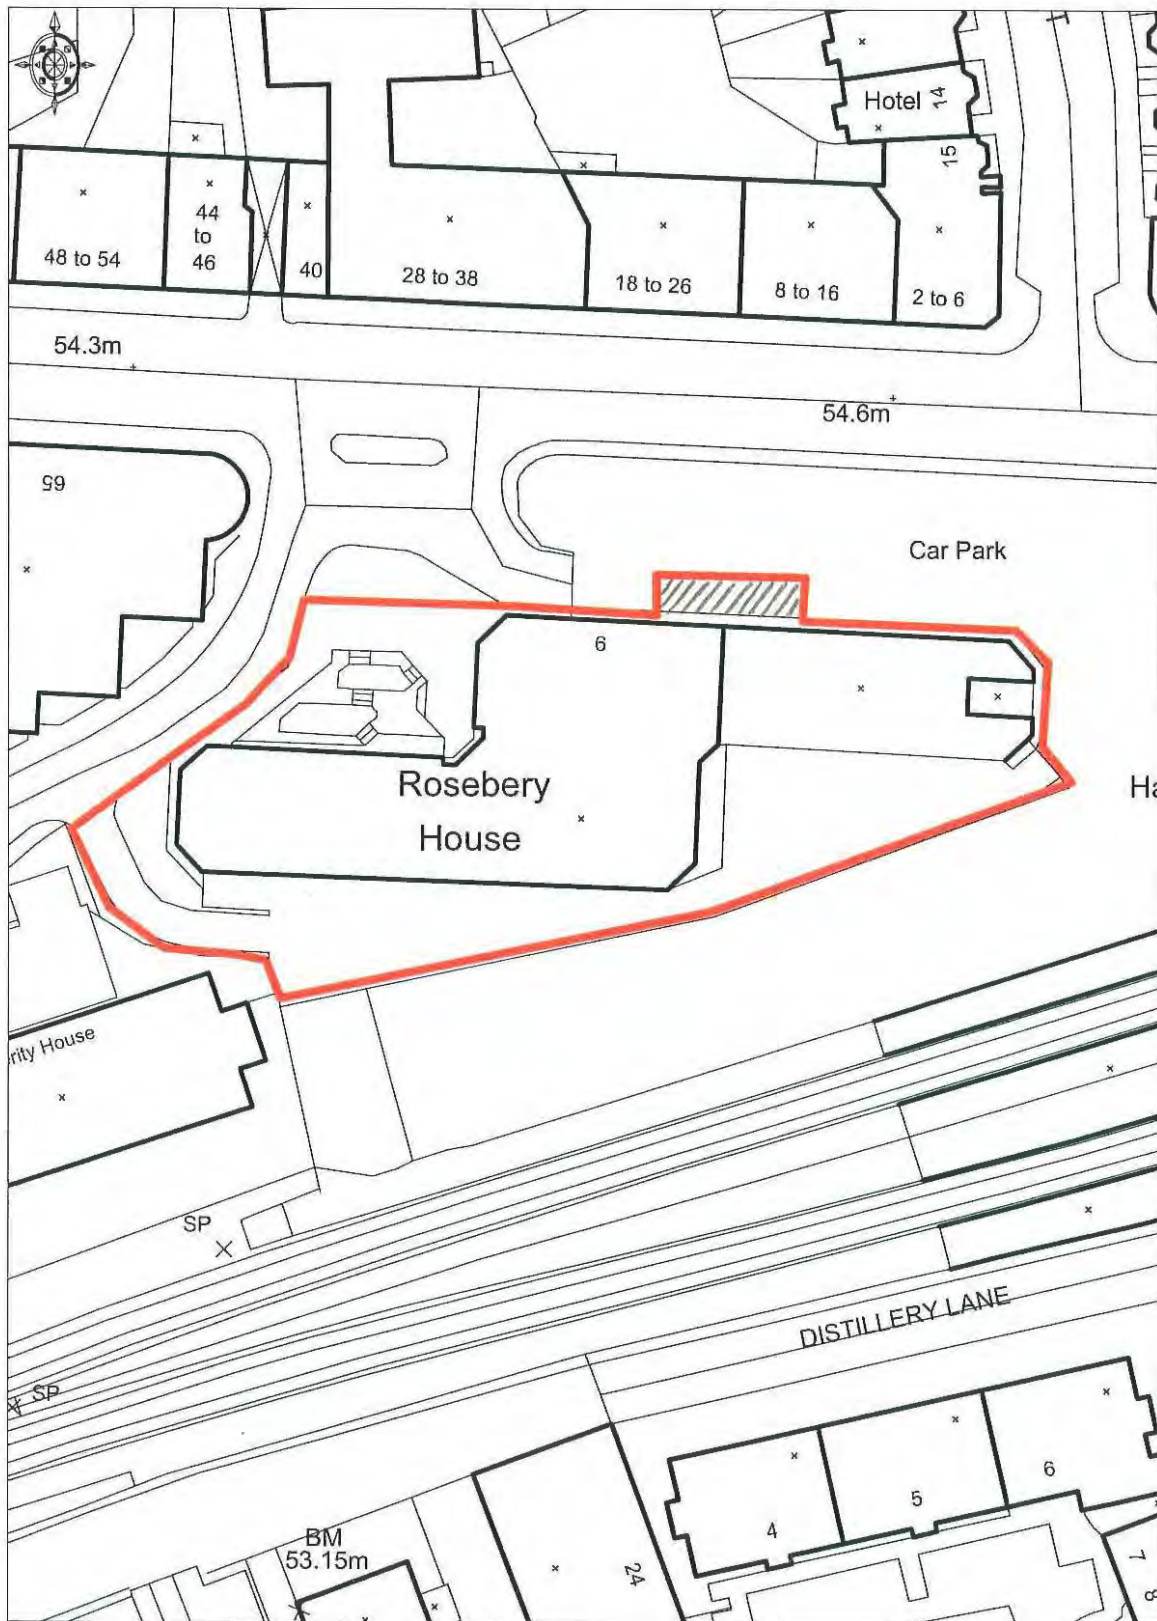 Hotel
14
15
48 to 54
44
to
46
40
28 to 38
18 to 26
8 to 16
2 to 6
54.3m
54.6m
65
Car Park
6
Rosebery
House
Ha
rity House
SP
SP
DISTILLERY LANE
BM
53.15m
24
4
5
6
7
8